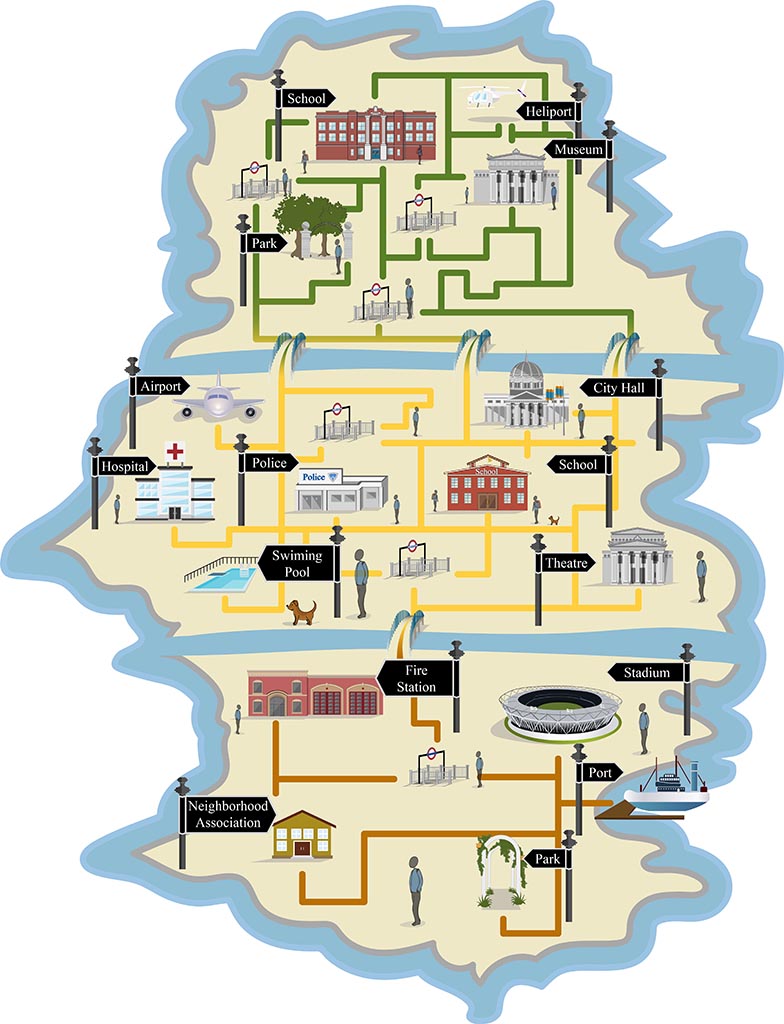 School
Heliport
Museum
Park
Airport
City Hall
Hospital
Police
Police
School
School
Swiming
Pool
Theatre
Fire
Station
Stadium
Port
Neighborhood
Association
Park